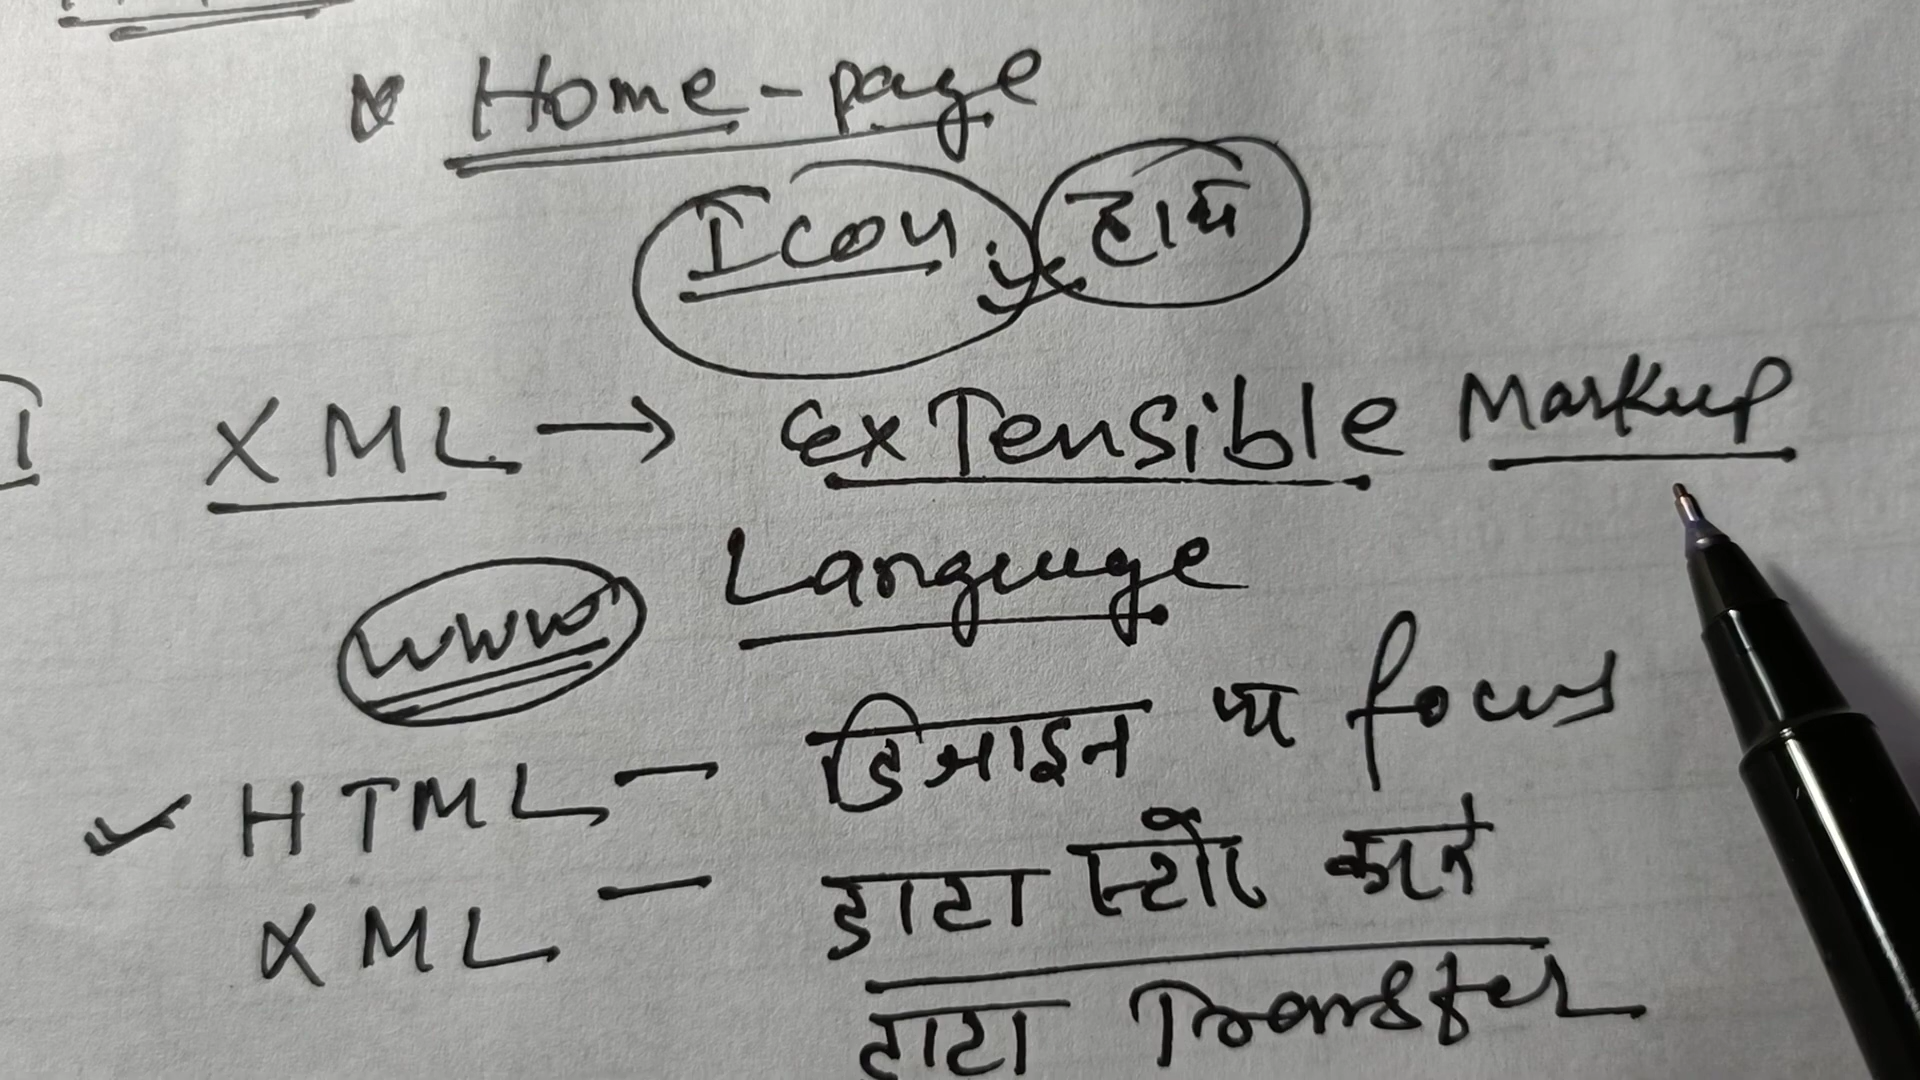 Home-page
Icon हाथ
XML → Extensible Markup
Language
www
HTML — डिजाइन पर focus
XML — डाटा स्टोर करने
डाटा Transfer